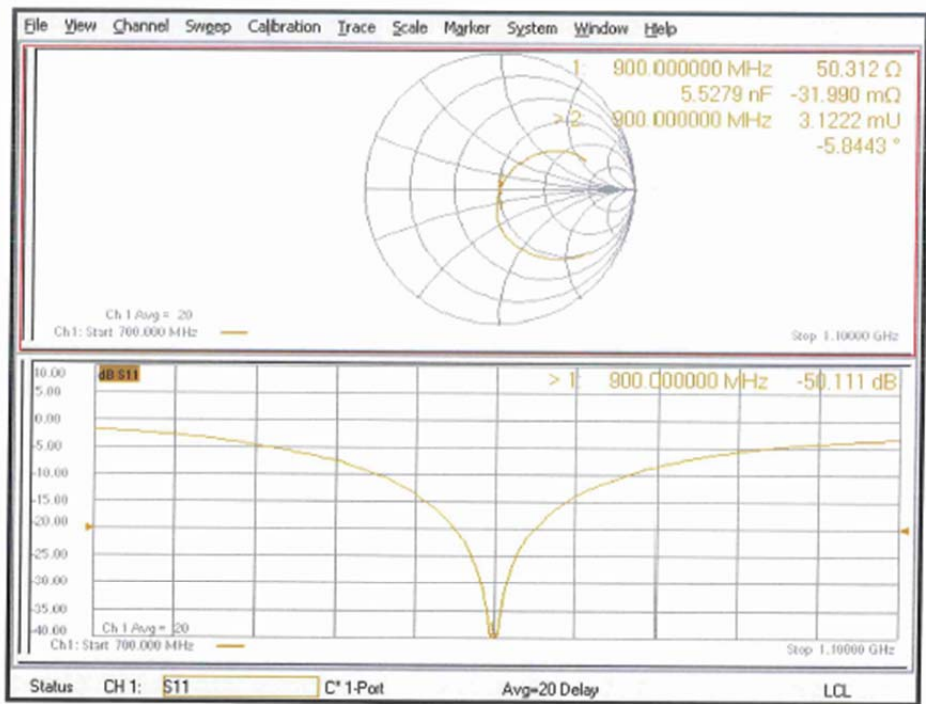 File View Channel Sweep Calibration Trace Scale Marker System Window Help
1: 900.000000 MHz 50.312 Ω
5.5279 nF -31.990 mΩ
> 2: 900.000000 MHz 3.1222 mU
-5.8443 °
Ch 1 Avg = 20
Ch1: Start 700.000 MHz
Stop 1.10000 GHz
10.00
dB S11
> 1: 900.000000 MHz -50.111 dB
5.00
0.00
-5.00
-10.00
-15.00
-20.00
-25.00
-30.00
-35.00
-40.00
Ch 1 Avg = 20
Ch1: Start 700.000 MHz
Stop 1.10000 GHz
Status CH 1: S11 C* 1-Port Avg=20 Delay LCL